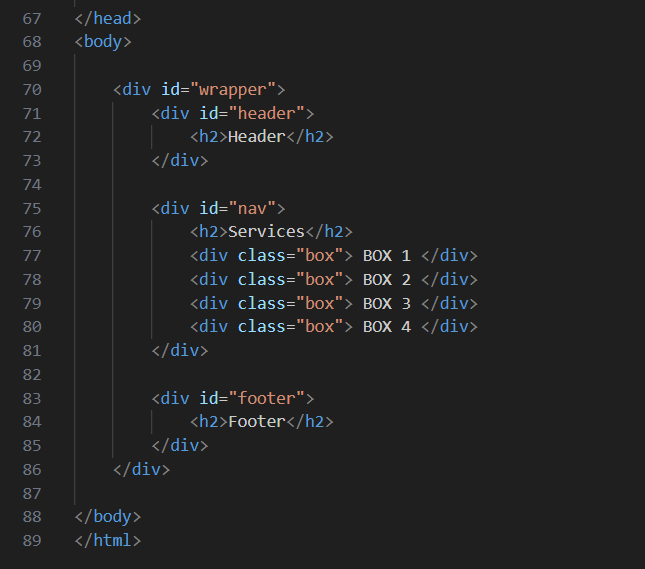 67 </head>
68 <body>
69
70 <div id="wrapper">
71 <div id="header">
72 <h2>Header</h2>
73 </div>
74
75 <div id="nav">
76 <h2>Services</h2>
77 <div class="box"> BOX 1 </div>
78 <div class="box"> BOX 2 </div>
79 <div class="box"> BOX 3 </div>
80 <div class="box"> BOX 4 </div>
81 </div>
82
83 <div id="footer">
84 <h2>Footer</h2>
85 </div>
86 </div>
87
88 </body>
89 </html>